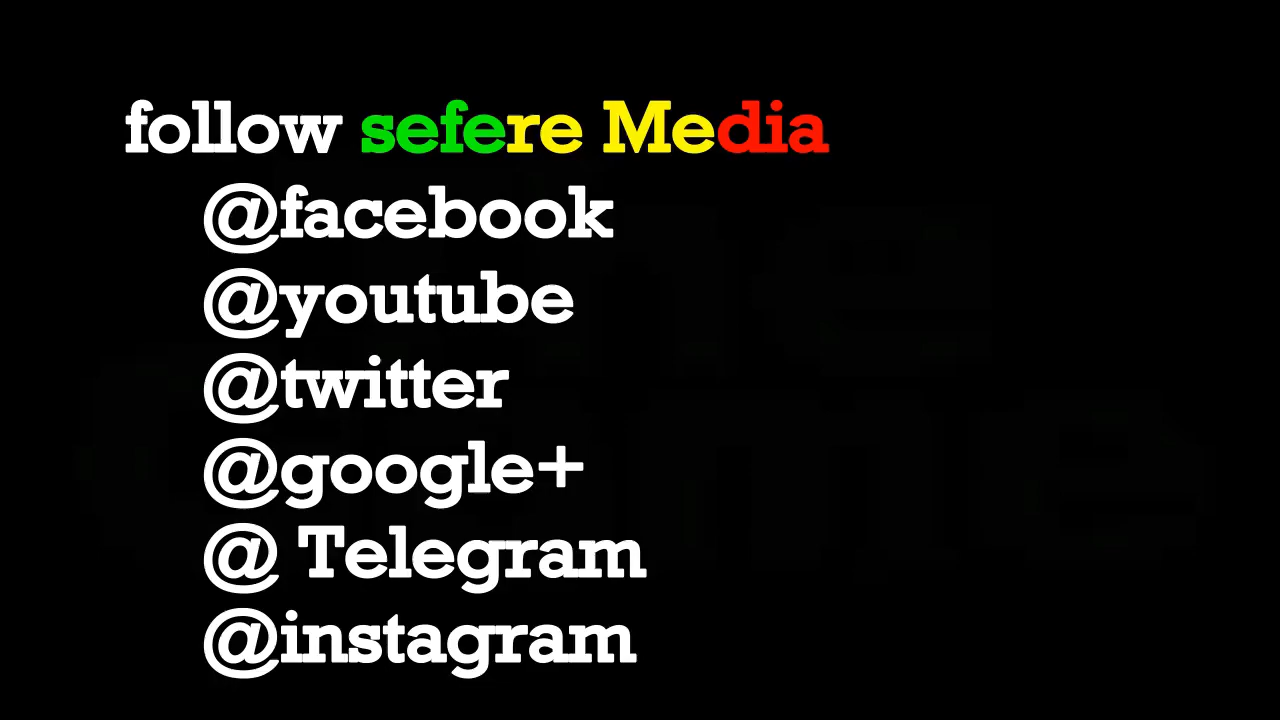 follow sefere Media
@facebook
@youtube
@twitter
@google+
@ Telegram
@instagram